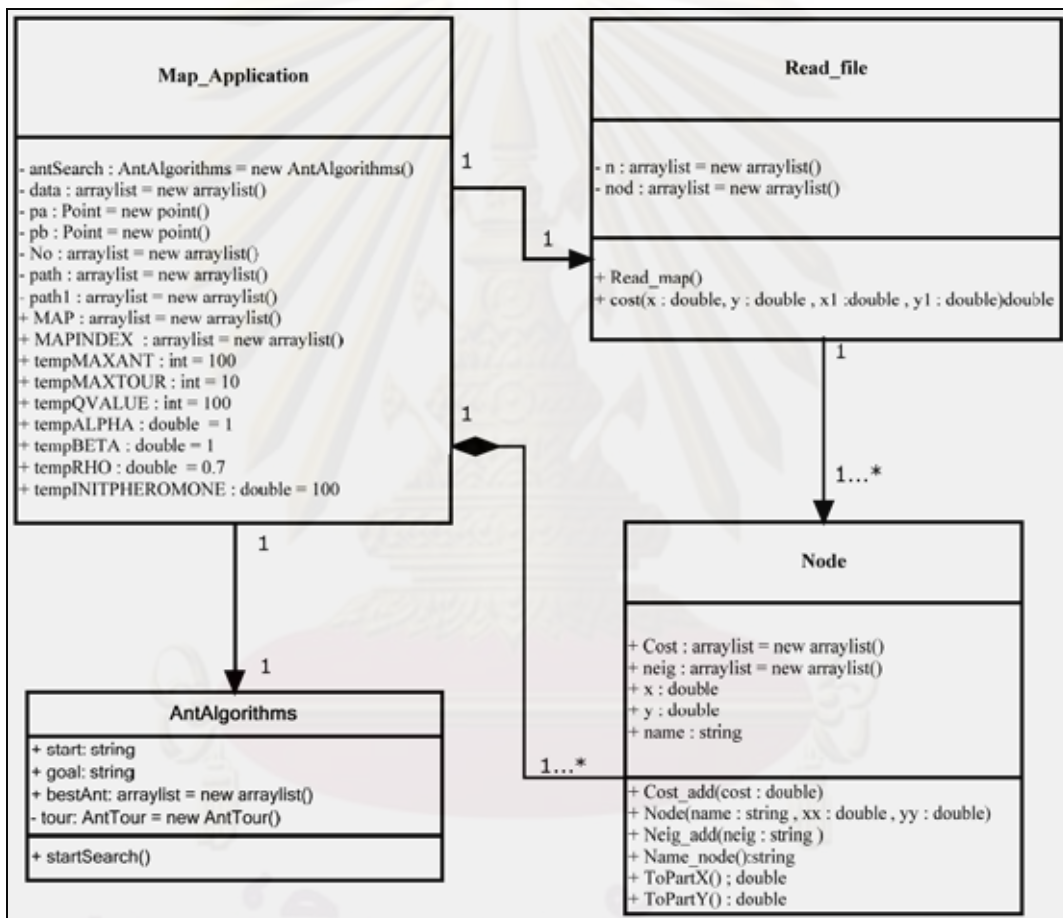 Map_Application
- antSearch : AntAlgorithms = new AntAlgorithms()
- data : arraylist = new arraylist()
- pa : Point = new point()
- pb : Point = new point()
- No : arraylist = new arraylist()
- path : arraylist = new arraylist()
- path1 : arraylist = new arraylist()
+ MAP : arraylist = new arraylist()
+ MAPINDEX : arraylist = new arraylist()
+ tempMAXANT : int = 100
+ tempMAXTOUR : int = 10
+ tempQVALUE : int = 100
+ tempALPHA : double = 1
+ tempBETA : double = 1
+ tempRHO : double = 0.7
+ tempINITPHEROMONE : double = 100
1
1
Read_file
- n : arraylist = new arraylist()
- nod : arraylist = new arraylist()
+ Read_map()
+ cost(x : double, y : double , x1 :double , y1 : double)double
1
1...*
1
1...*
1
1
AntAlgorithms
+ start: string
+ goal: string
+ bestAnt: arraylist = new arraylist()
- tour: AntTour = new AntTour()
+ startSearch()
Node
+ Cost : arraylist = new arraylist()
+ neig : arraylist = new arraylist()
+ x : double
+ y : double
+ name : string
+ Cost_add(cost : double)
+ Node(name : string , xx : double , yy : double)
+ Neig_add(neig : string )
+ Name_node():string
+ ToPartX() ; double
+ ToPartY() : double